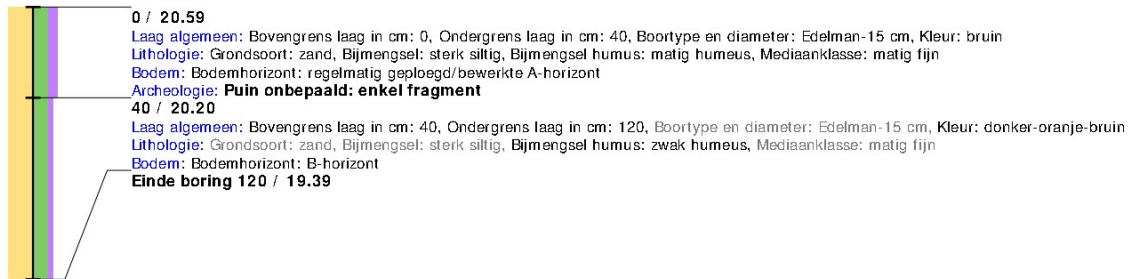 0 / 20.59
Laag algemeen: Bovengrens laag in cm: 0, Ondergrens laag in cm: 40, Boortype en diameter: Edelman-15 cm, Kleur: bruin
Lithologie: Grondsoort: zand, Bijmengsel: sterk siltig, Bijmengsel humus: matig humeus, Mediaanklasse: matig fijn
Bodem: Bodemhorizont: regelmatig geploegd/bewerkte A-horizont
Archeologie: Puin onbepaald: enkel fragment
40 / 20.20
Laag algemeen: Bovengrens laag in cm: 40, Ondergrens laag in cm: 120, Boortype en diameter: Edelman-15 cm, Kleur: donker-oranje-bruin
Lithologie: Grondsoort: zand, Bijmengsel: sterk siltig, Bijmengsel humus: zwak humeus, Mediaanklasse: matig fijn
Bodem: Bodemhorizont: B-horizont
Einde boring 120 / 19.39